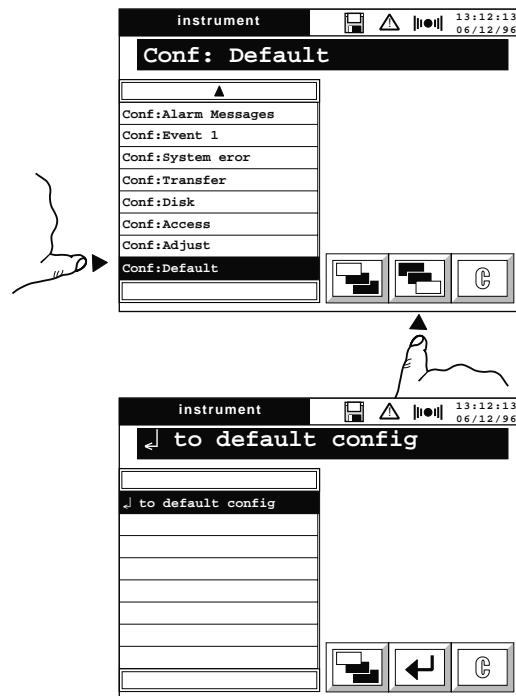 instrument 13:12:13
06/12/96
Conf: Default
Conf:Alarm Messages
Conf:Event 1
Conf:System eror
Conf:Transfer
Conf:Disk
Conf:Access
Conf:Adjust
Conf:Default
C
instrument 13:12:13
06/12/96
↲ to default config
↲ to default config
C